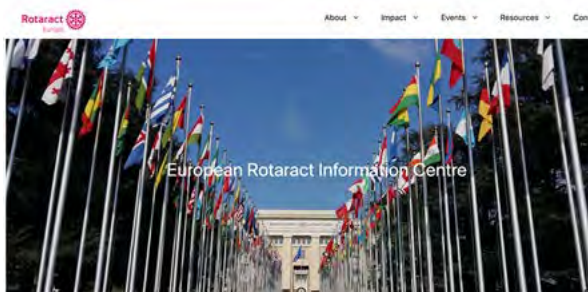 Rotaract
Europe
About
Impact
Events
Resources
European Rotaract Information Centre